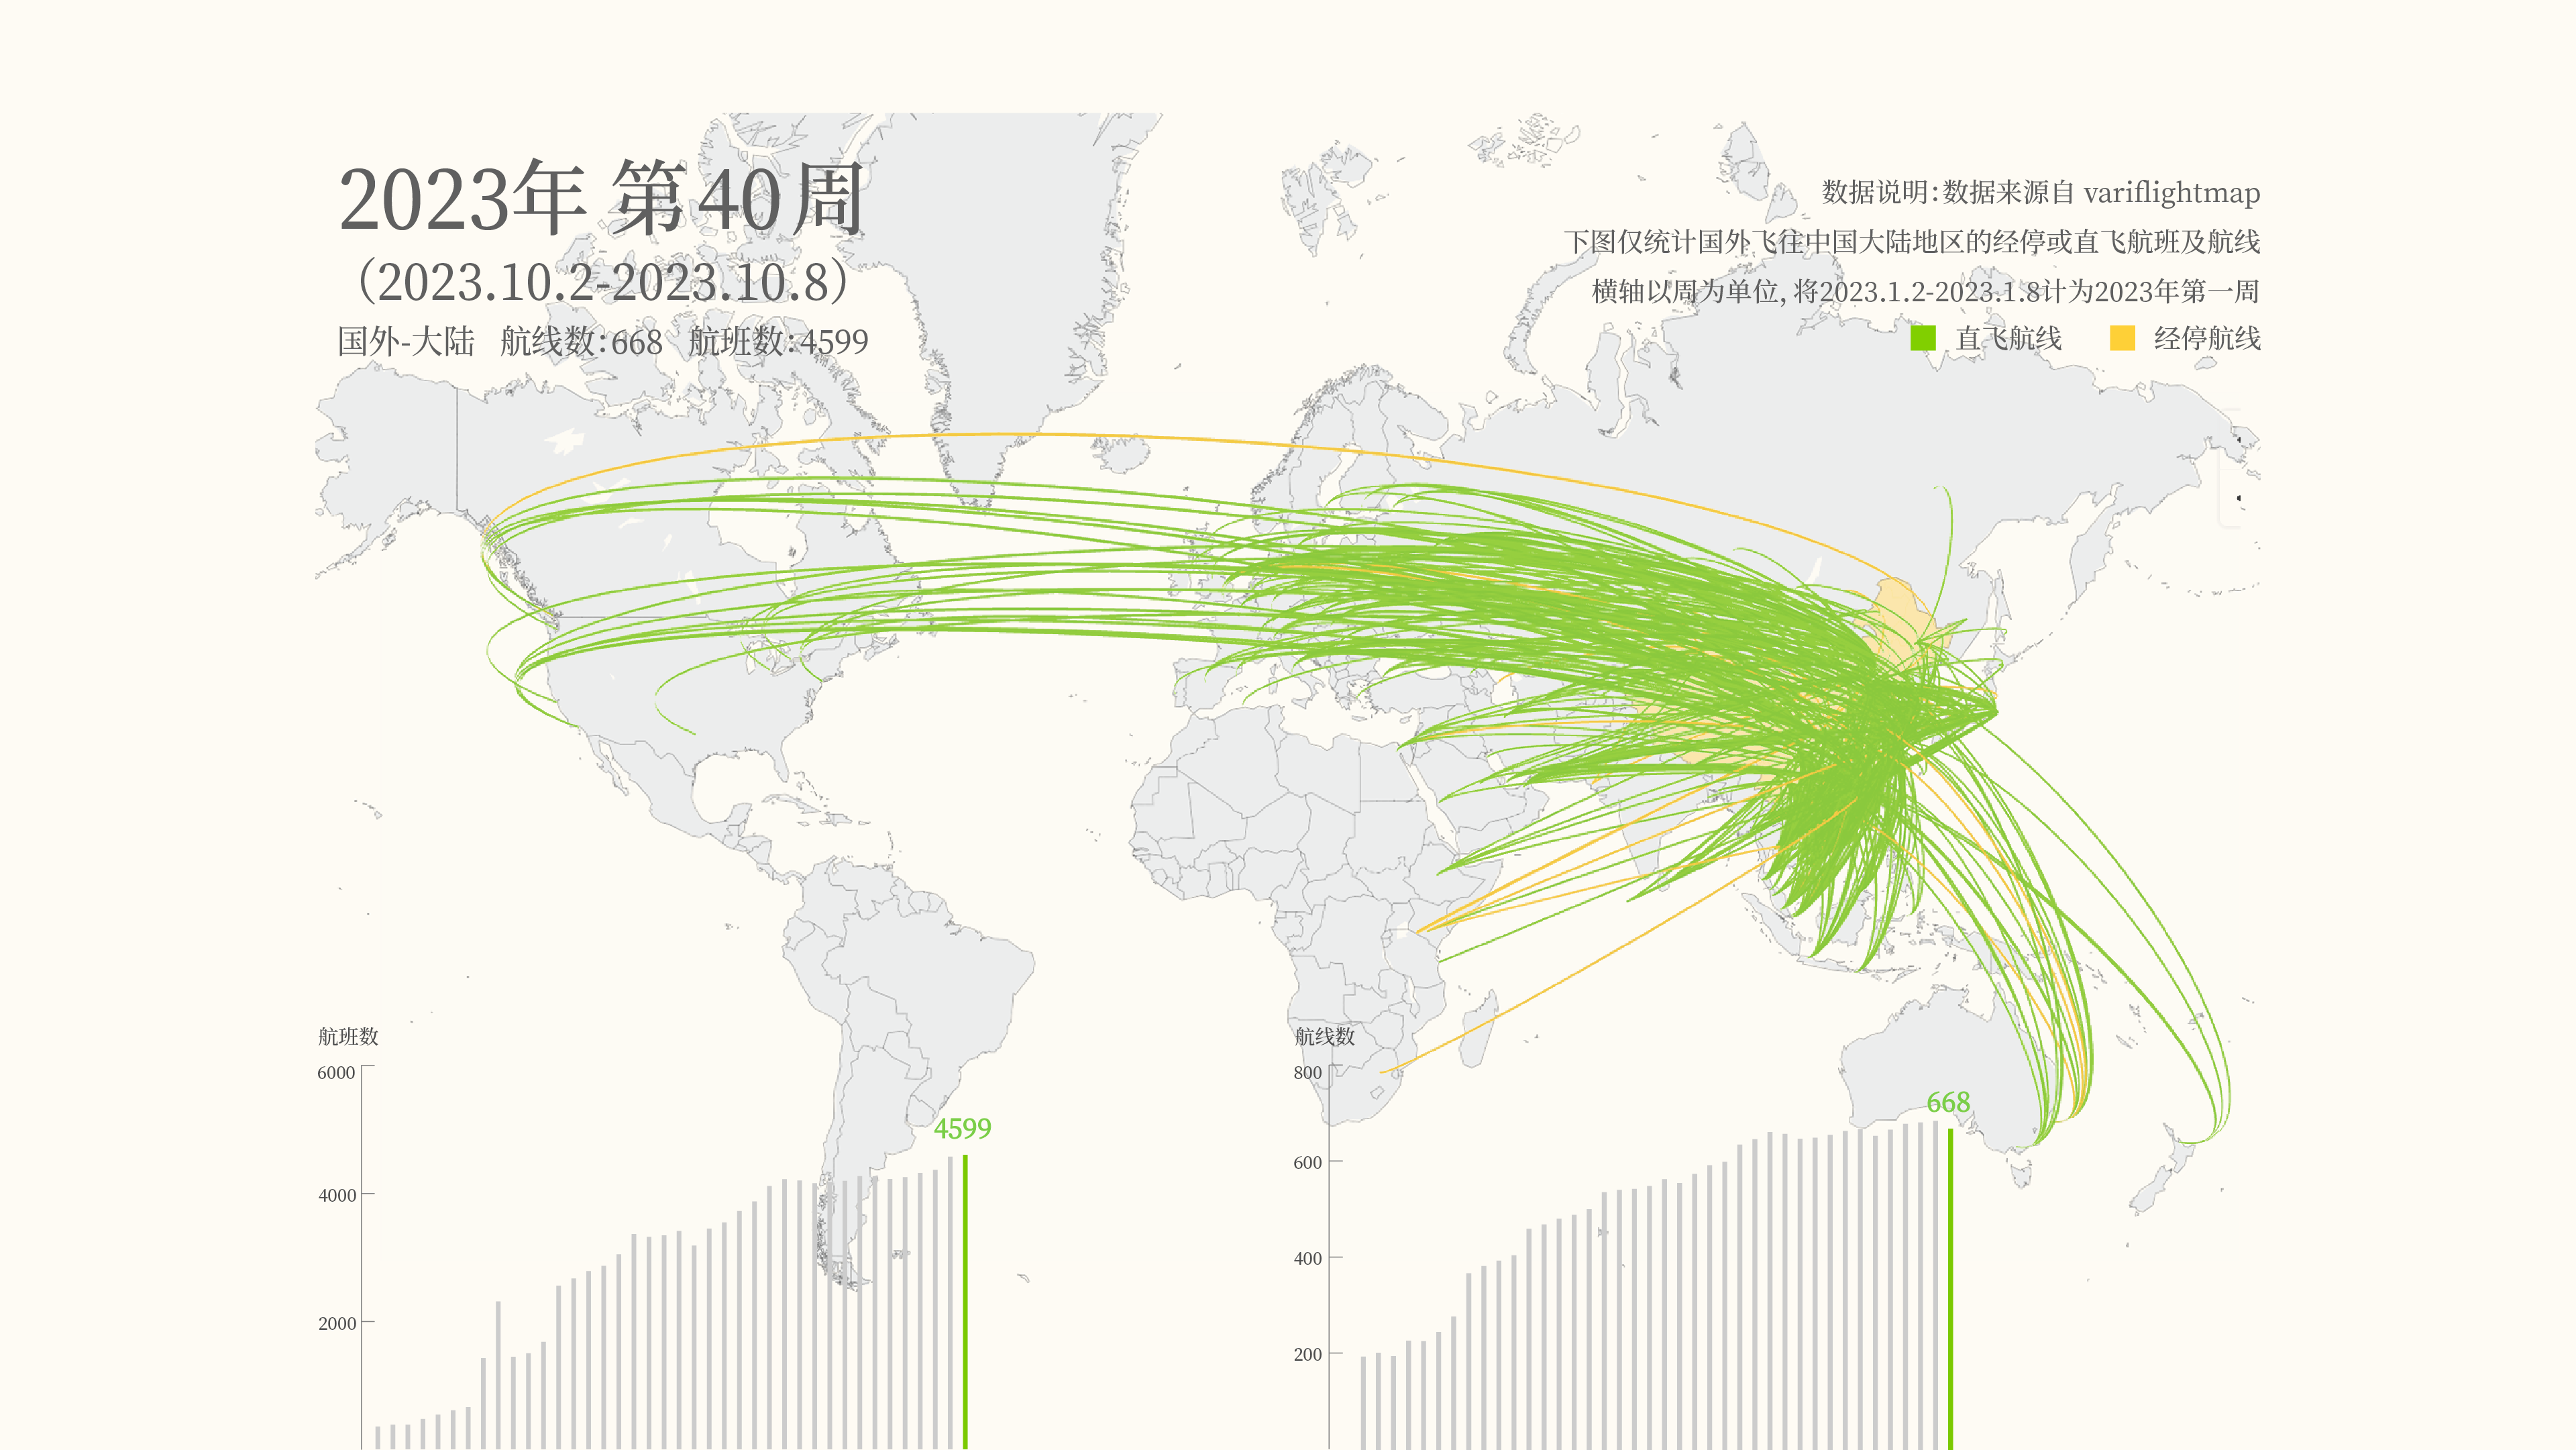 2023年 第40周
（2023.10.2-2023.10.8）
国外-大陆 航线数:668 航班数:4599
数据说明:数据来源自 variflightmap
下图仅统计国外飞往中国大陆地区的经停或直飞航班及航线
横轴以周为单位, 将2023.1.2-2023.1.8计为2023年第一周
直飞航线 经停航线
航班数
6000
4000
2000
4599
航线数
800
600
400
200
668